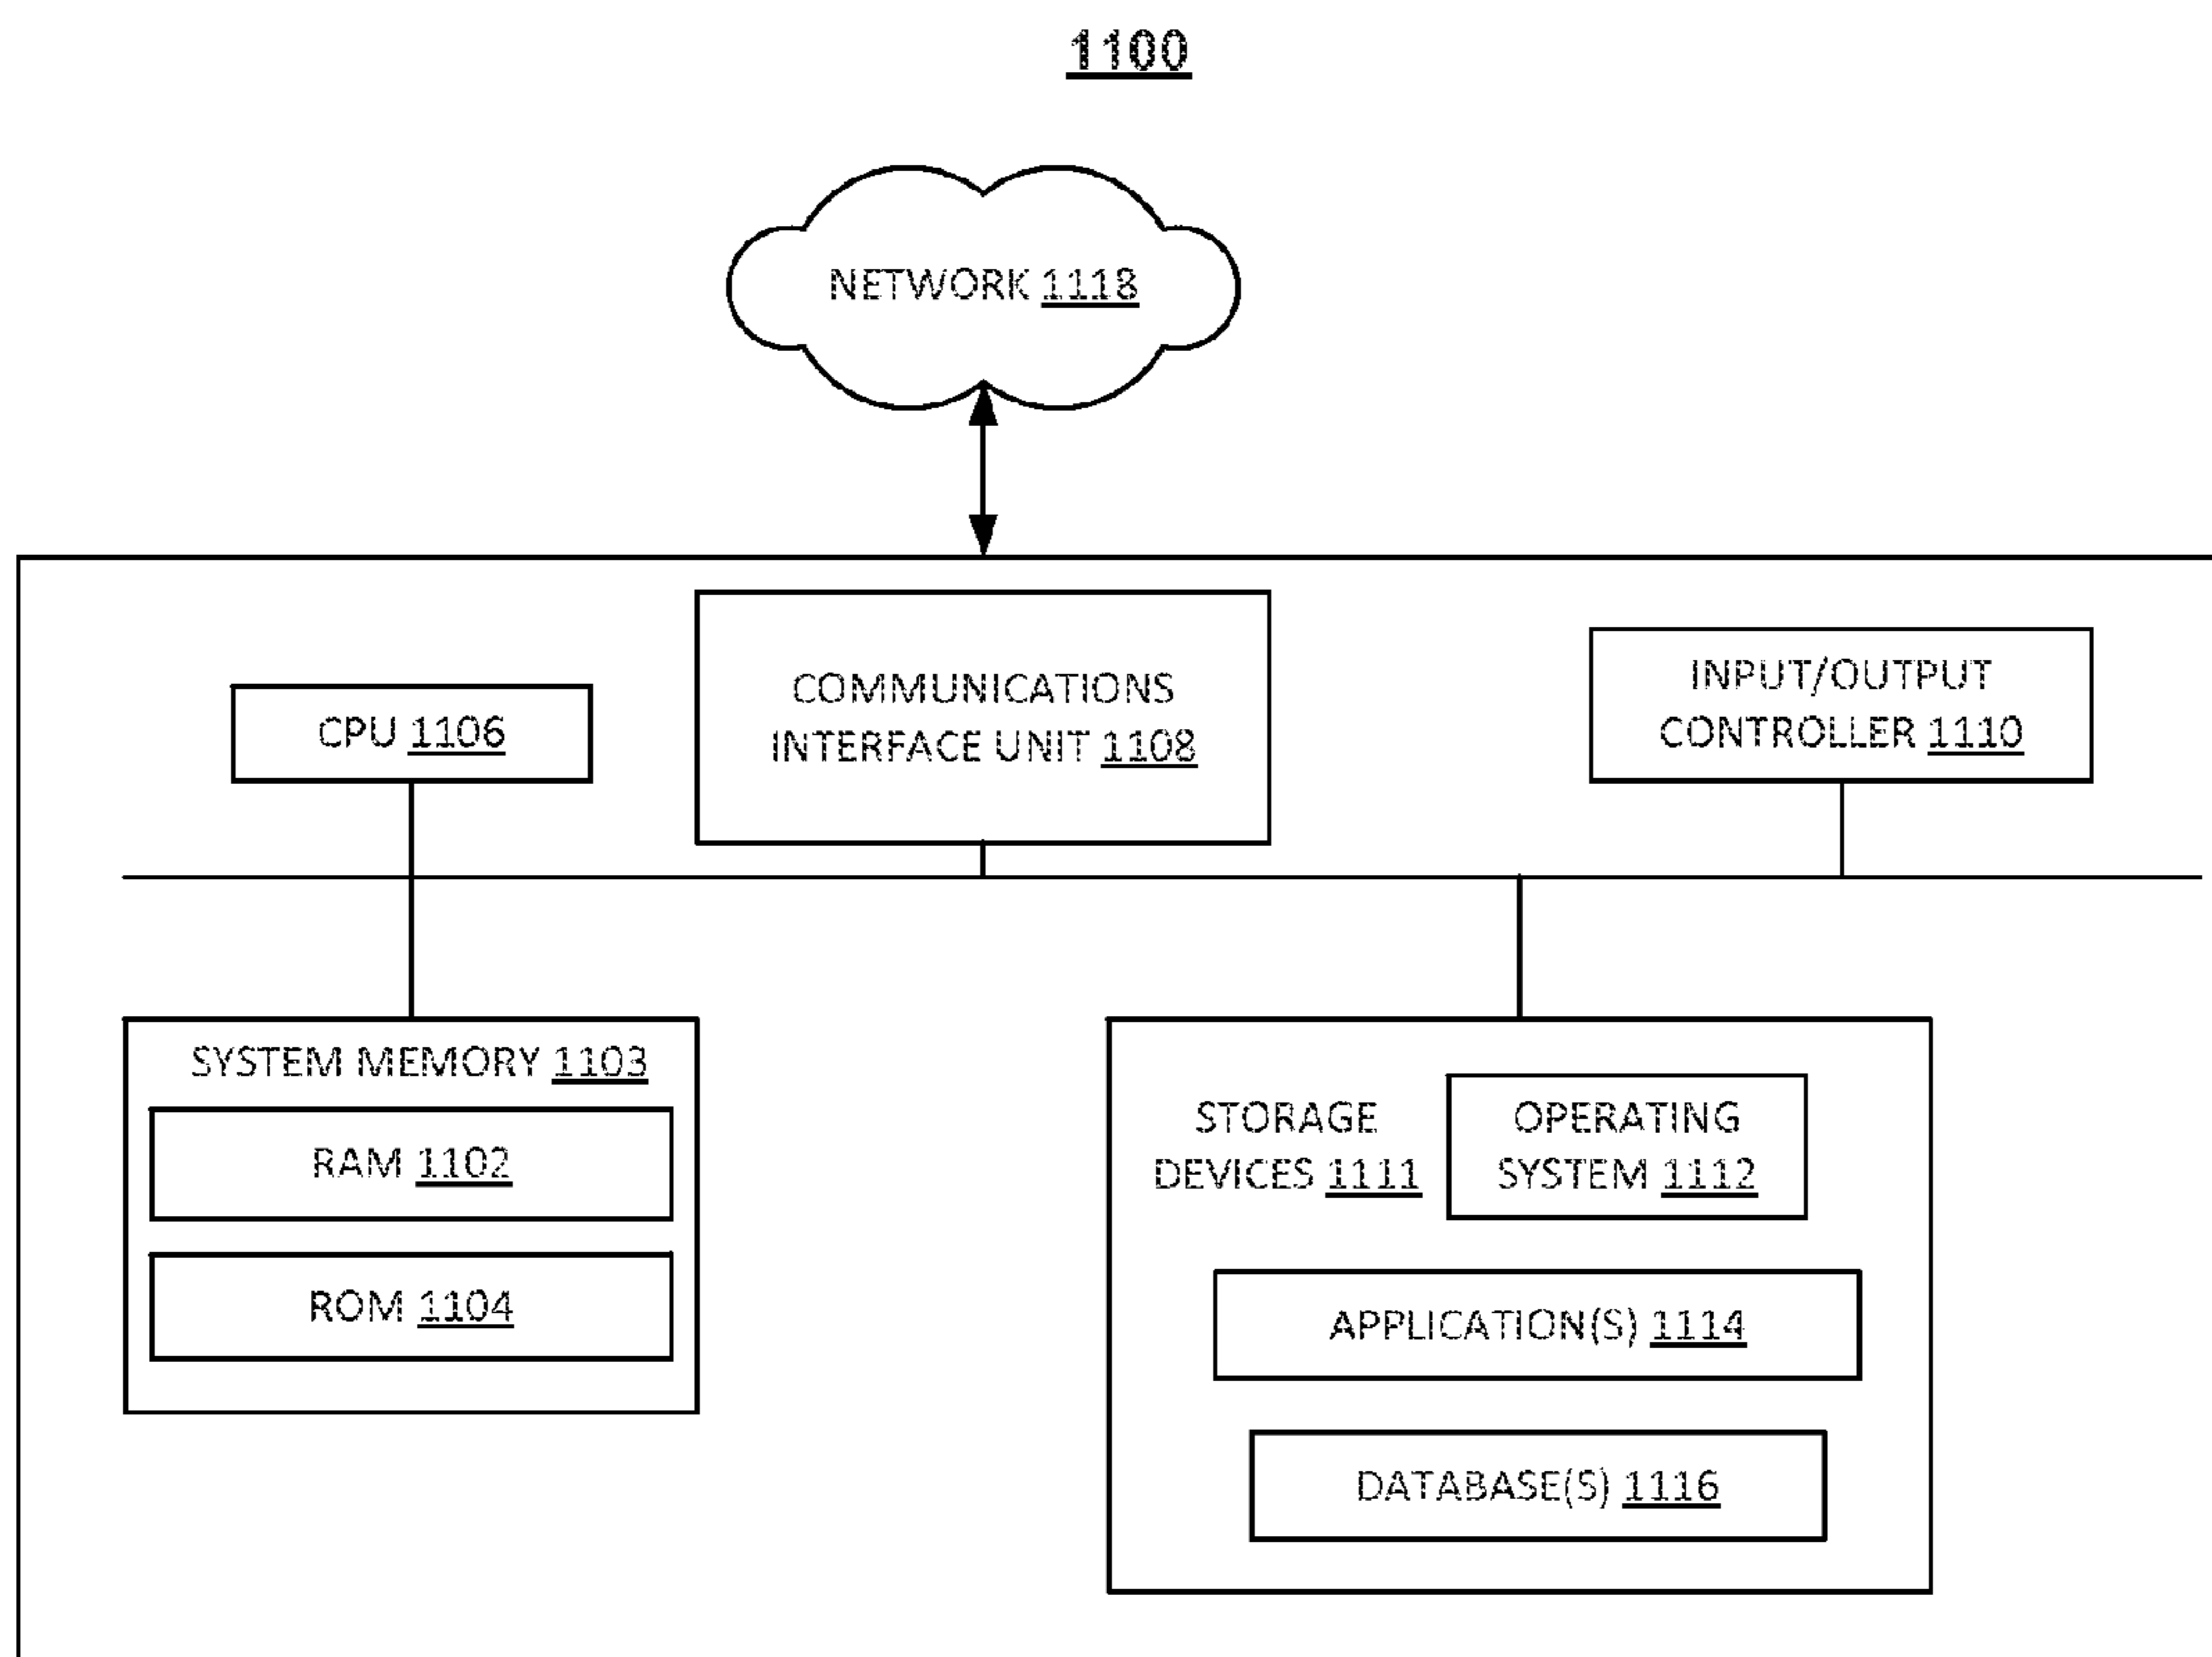 1100
NETWORK 1118
COMMUNICATIONS
INTERFACE UNIT 1108
INPUT/OUTPUT
CONTROLLER 1110
CPU 1106
SYSTEM MEMORY 1103
RAM 1102
ROM 1104
STORAGE
DEVICES 1111
OPERATING
SYSTEM 1112
APPLICATION(S) 1114
DATABASE(S) 1116